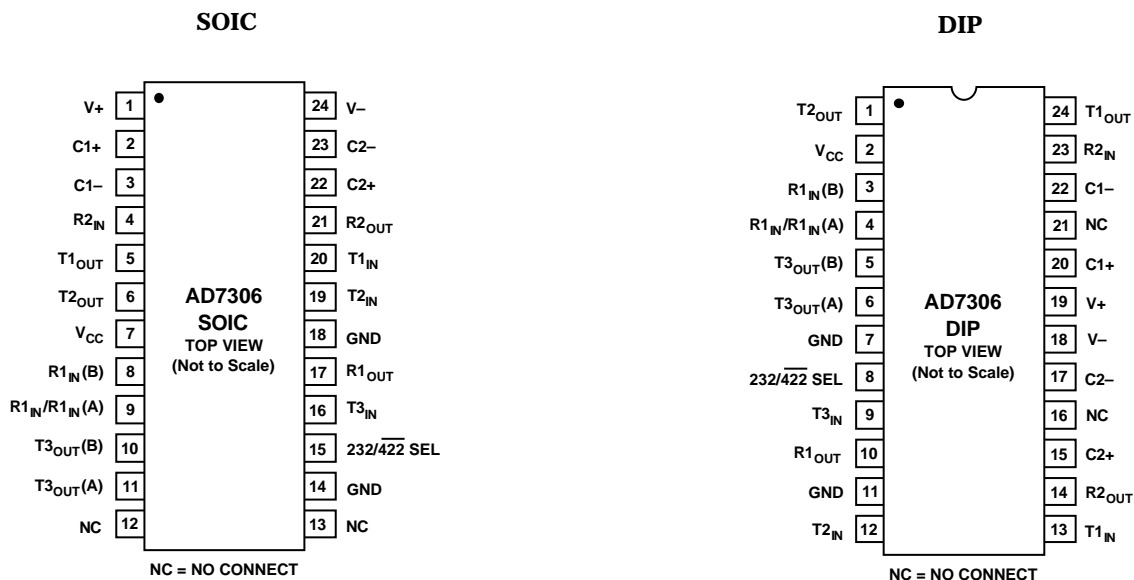 SOIC
V+ 1
C1+ 2
C1– 3
R2IN 4
T1OUT 5
T2OUT 6
VCC 7
R1IN(B) 8
R1IN/R1IN(A) 9
T3OUT(B) 10
T3OUT(A) 11
NC 12
AD7306
SOIC
TOP VIEW
(Not to Scale)
24 V–
23 C2–
22 C2+
21 R2OUT
20 T1IN
19 T2IN
18 GND
17 R1OUT
16 T3IN
15 232/4̅2̅2̅ SEL
14 GND
13 NC
NC = NO CONNECT
DIP
T2OUT 1
VCC 2
R1IN(B) 3
R1IN/R1IN(A) 4
T3OUT(B) 5
T3OUT(A) 6
GND 7
232/4̅2̅2̅ SEL 8
T3IN 9
R1OUT 10
GND 11
T2IN 12
AD7306
DIP
TOP VIEW
(Not to Scale)
24 T1OUT
23 R2IN
22 C1–
21 NC
20 C1+
19 V+
18 V–
17 C2–
16 NC
15 C2+
14 R2OUT
13 T1IN
NC = NO CONNECT